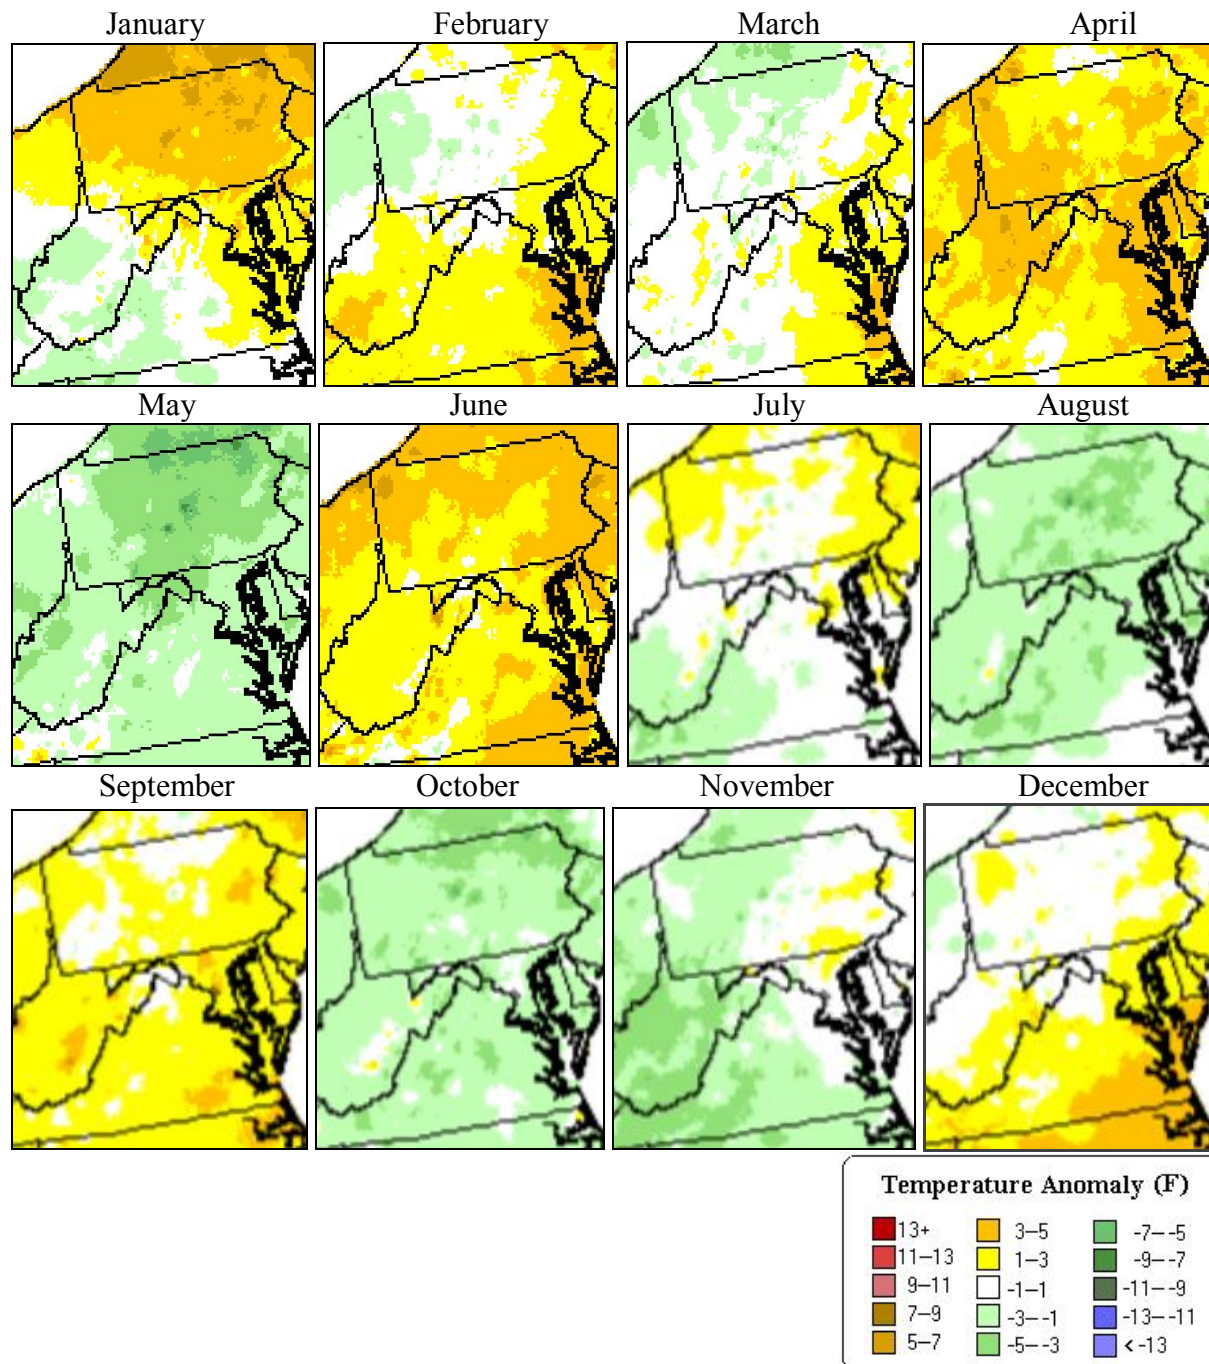 January February March April
May June July August
September October November December
Temperature Anomaly (F)
13+ 3–5 -7– -5
11–13 1–3 -9– -7
9–11 -1–1 -11– -9
7–9 -3– -1 -13– -11
5–7 -5– -3 < -13